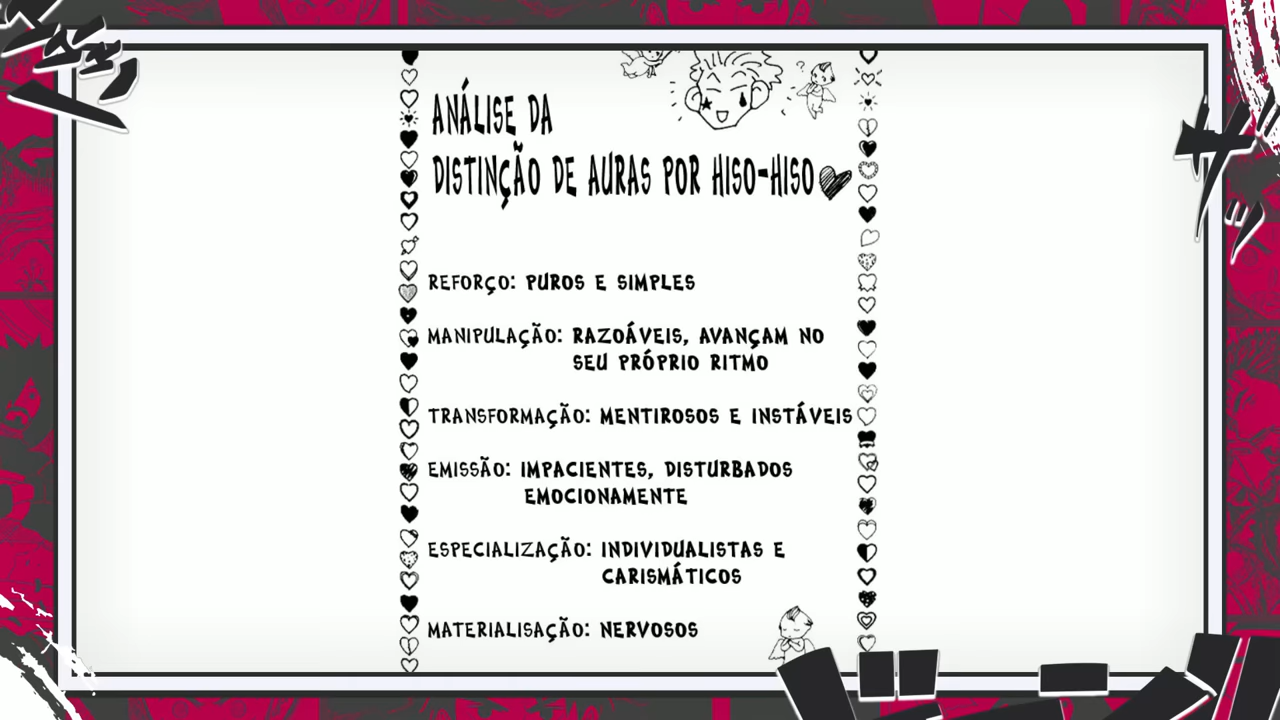 ANÁLISE DA
DISTINÇÃO DE AURAS POR HISO-HISO
?
REFORÇO: PUROS E SIMPLES
MANIPULAÇÃO: RAZOÁVEIS, AVANÇAM NO
SEU PRÓPRIO RITMO
TRANSFORMAÇÃO: MENTIROSOS E INSTÁVEIS
EMISSÃO: IMPACIENTES, DISTURBADOS
EMOCIONAMENTE
ESPECIALIZAÇÃO: INDIVIDUALISTAS E
CARISMÁTICOS
MATERIALISAÇÃO: NERVOSOS